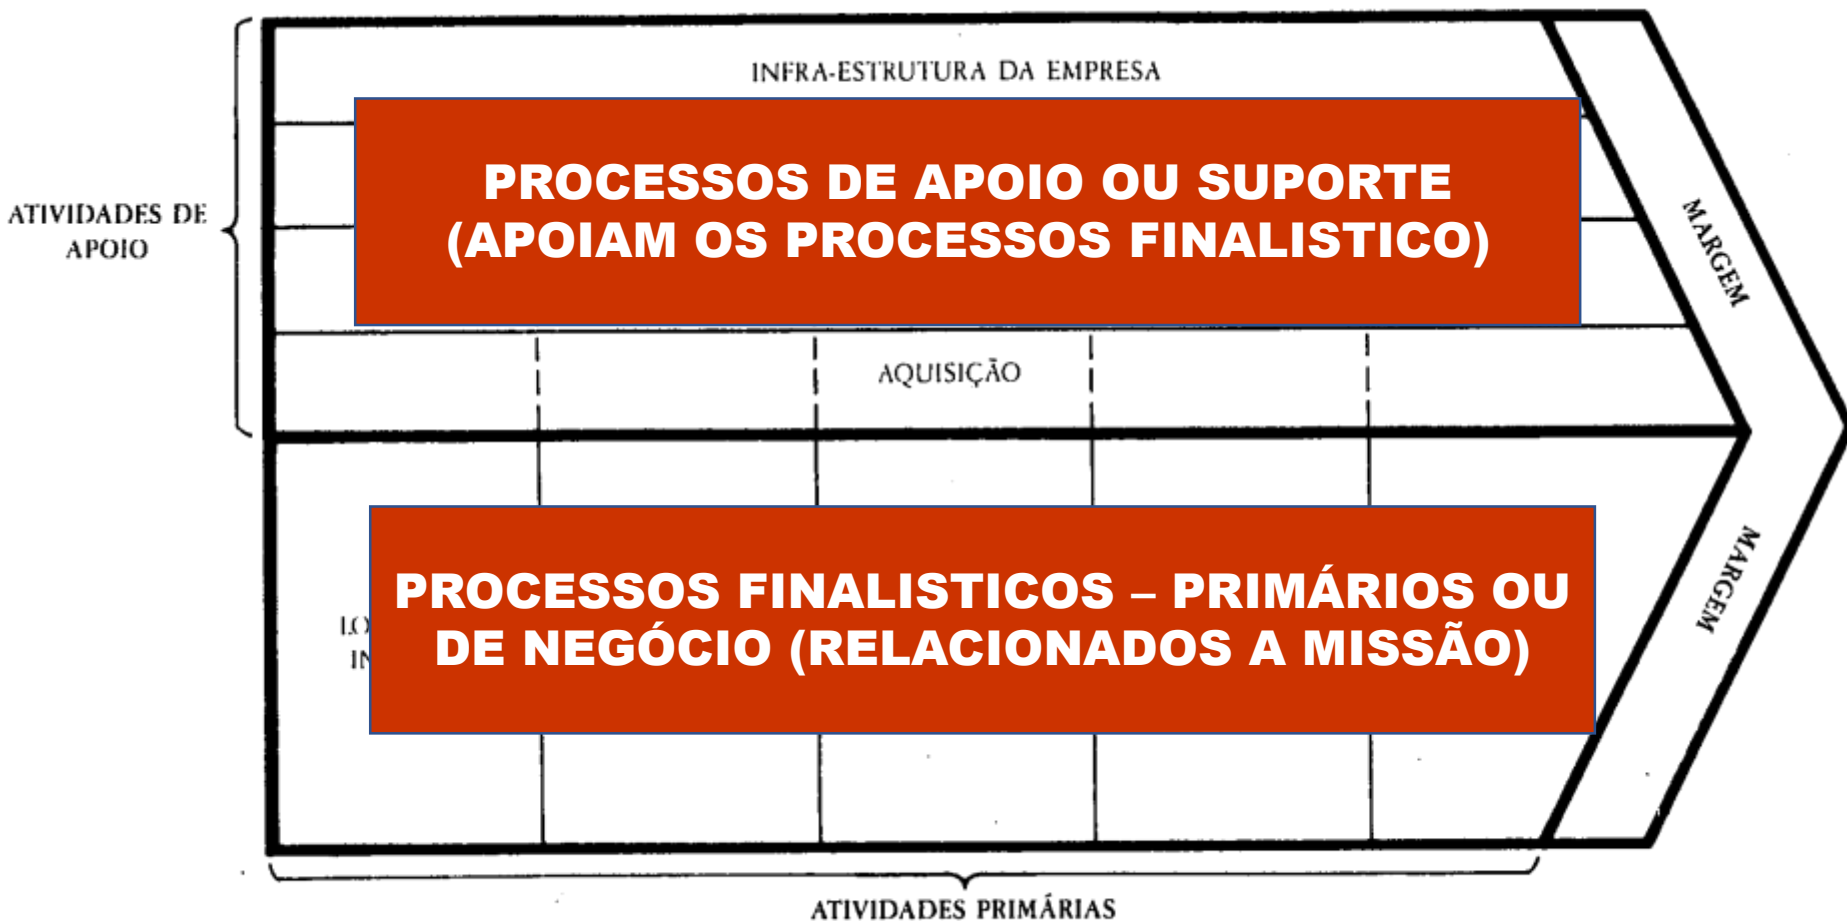 INFRA-ESTRUTURA DA EMPRESA
PROCESSOS DE APOIO OU SUPORTE
(APOIAM OS PROCESSOS FINALISTICO)
ATIVIDADES DE
APOIO
MARGEM
AQUISIÇÃO
PROCESSOS FINALISTICOS – PRIMÁRIOS OU
DE NEGÓCIO (RELACIONADOS A MISSÃO)
MARGEM
ATIVIDADES PRIMÁRIAS